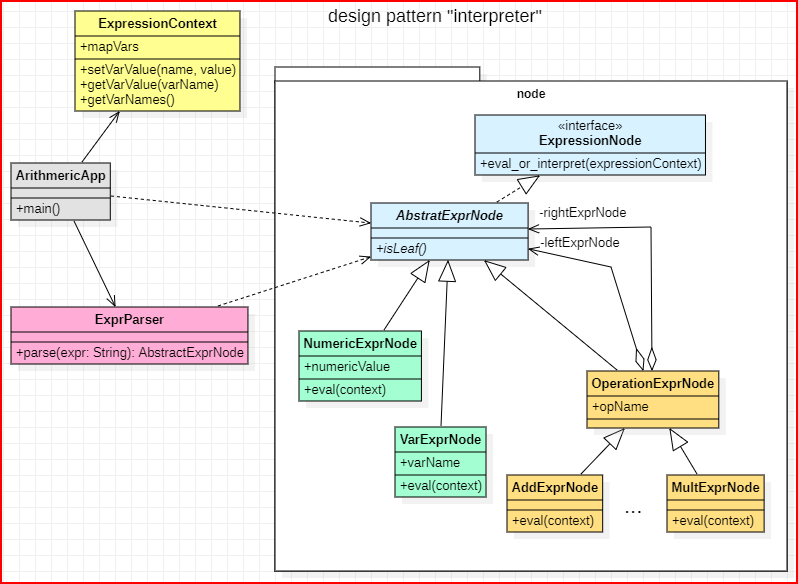 design pattern "interpreter"
ExpressionContext
+mapVars
+setVarValue(name, value)
+getVarValue(varName)
+getVarNames()
node
«interface»
ExpressionNode
+eval_or_interpret(expressionContext)
ArithmericApp
+main()
AbstratExprNode
+isLeaf()
-rightExprNode
-leftExprNode
ExprParser
+parse(expr: String): AbstractExprNode
NumericExprNode
+numericValue
+eval(context)
OperationExprNode
+opName
VarExprNode
+varName
+eval(context)
AddExprNode
+eval(context)
...
MultExprNode
+eval(context)